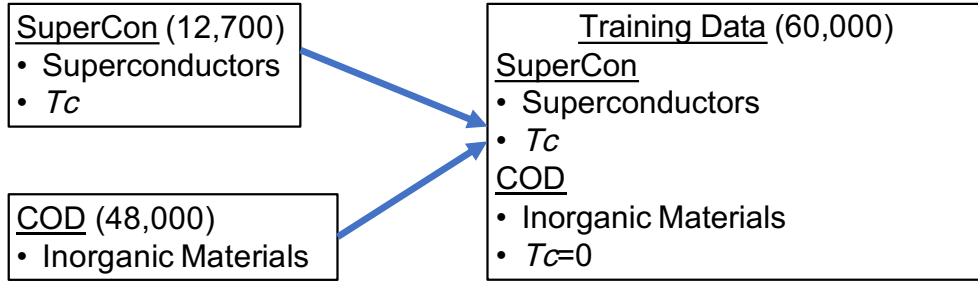 SuperCon (12,700)
• Superconductors
• Tc
COD (48,000)
• Inorganic Materials
Training Data (60,000)
SuperCon
• Superconductors
• Tc
COD
• Inorganic Materials
• Tc=0